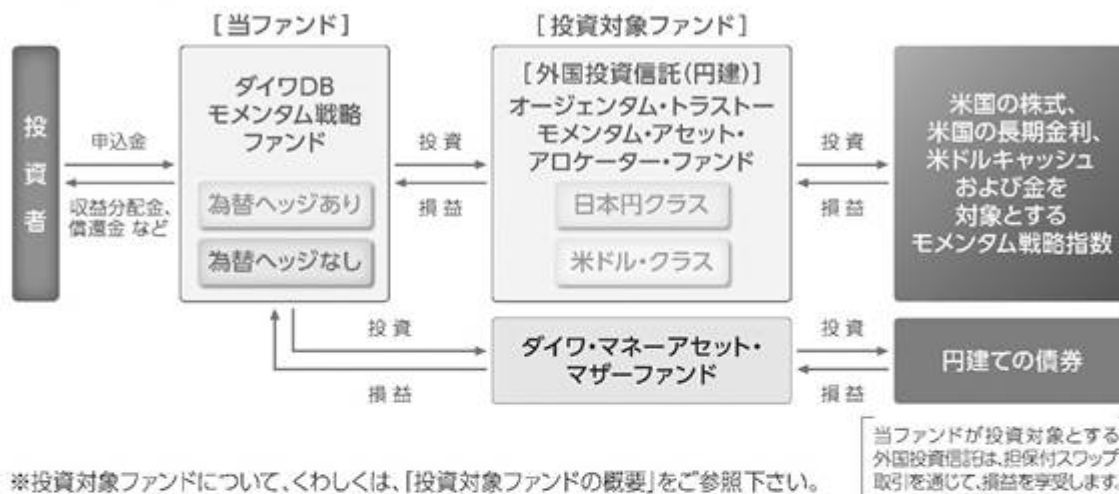 [当ファンド]
[投資対象ファンド]
投資者
申込金
収益分配金、
償還金 など
ダイワDB
モメンタム戦略
ファンド
為替ヘッジあり
為替ヘッジなし
投 資
損 益
[外国投資信託(円建)]
オージェンタム・トラストー
モメンタム・アセット・
アロケーター・ファンド
日本円クラス
米ドル・クラス
投 資
損 益
米国の株式、
米国の長期金利、
米ドルキャッシュ
および金を
対象とする
モメンタム戦略指数
投 資
損 益
ダイワ・マネーアセット・
マザーファンド
投 資
損 益
円建ての債券
当ファンドが投資対象とする
外国投資信託は、担保付スワップ
取引を通じて、損益を享受します
※投資対象ファンドについて、くわしくは、「投資対象ファンドの概要」をご参照下さい。